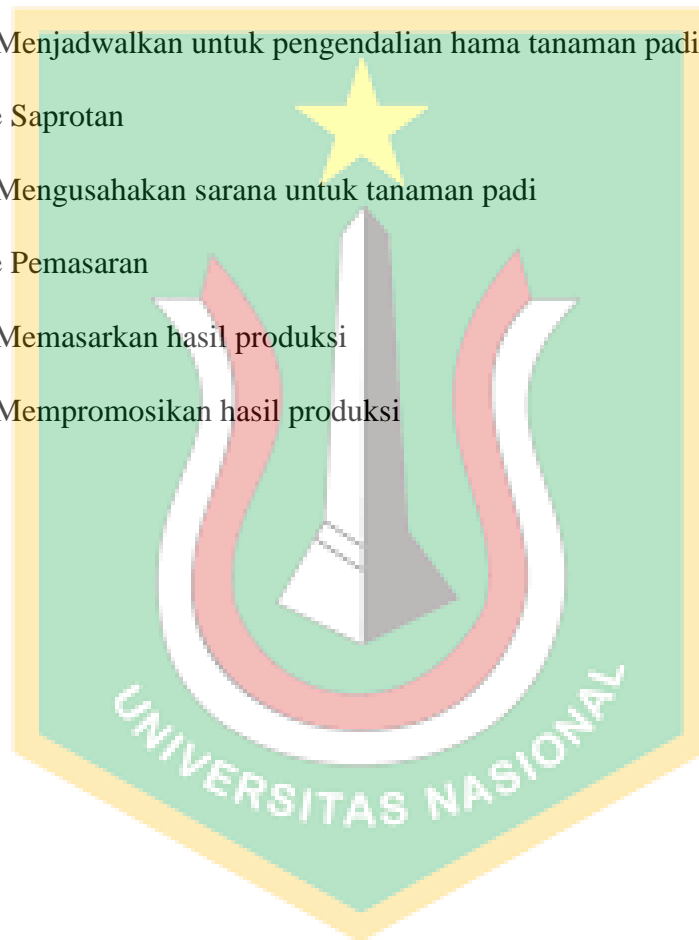 Menjadwalkan untuk pengendalian hama tanaman padi
e Saprotan
Mengusahakan sarana untuk tanaman padi
e Pemasaran
Memasarkan hasil produksi
Mempromosikan hasil produksi
UNIVERSITAS NASIONAL